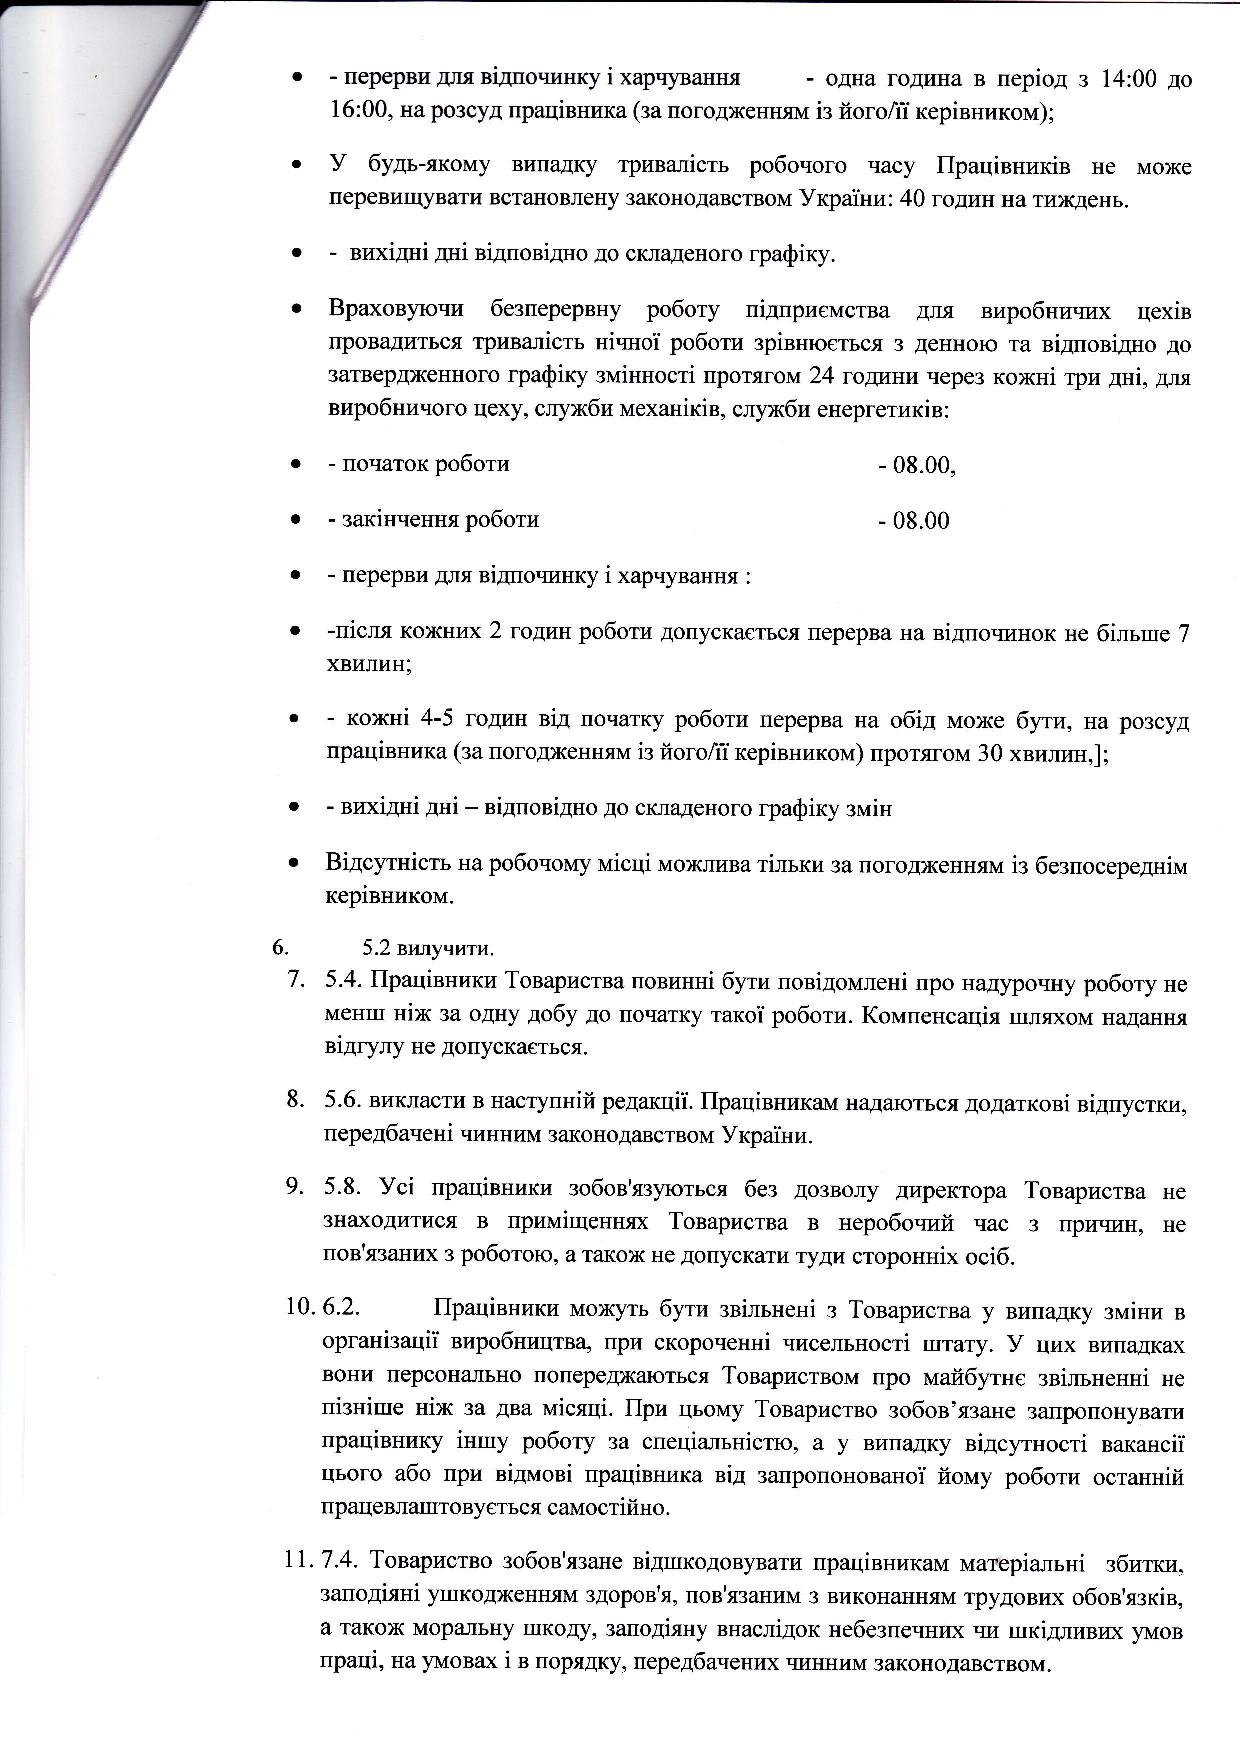 • - перерви для відпочинку і харчування - одна година в період з 14:00 до
16:00, на розсуд працівника (за погодженням із його/її керівником);
• У будь-якому випадку тривалість робочого часу Працівників не може
перевищувати встановлену законодавством України: 40 годин на тиждень.
• - вихідні дні відповідно до складеного графіку.
• Враховуючи безперервну роботу підприємства для виробничих цехів
провадиться тривалість нічної роботи зрівнюється з денною та відповідно до
затвердженного графіку змінності протягом 24 години через кожні три дні, для
виробничого цеху, служби механіків, служби енергетиків:
• - початок роботи - 08.00,
• - закінчення роботи - 08.00
• - перерви для відпочинку і харчування :
• -після кожних 2 годин роботи допускається перерва на відпочинок не більше 7
хвилин;
• - кожні 4-5 годин від початку роботи перерва на обід може бути, на розсуд
працівника (за погодженням із його/її керівником) протягом 30 хвилин,];
• - вихідні дні – відповідно до складеного графіку змін
• Відсутність на робочому місці можлива тільки за погодженням із безпосереднім
керівником.
6. 5.2 вилучити.
7. 5.4. Працівники Товариства повинні бути повідомлені про надурочну роботу не
менш ніж за одну добу до початку такої роботи. Компенсація шляхом надання
відгулу не допускається.
8. 5.6. викласти в наступній редакції. Працівникам надаються додаткові відпустки,
передбачені чинним законодавством України.
9. 5.8. Усі працівники зобов'язуються без дозволу директора Товариства не
знаходитися в приміщеннях Товариства в неробочий час з причин, не
пов'язаних з роботою, а також не допускати туди сторонніх осіб.
10. 6.2. Працівники можуть бути звільнені з Товариства у випадку зміни в
організації виробництва, при скороченні чисельності штату. У цих випадках
вони персонально попереджаються Товариством про майбутнє звільненні не
пізніше ніж за два місяці. При цьому Товариство зобов’язане запропонувати
працівнику іншу роботу за спеціальністю, а у випадку відсутності вакансії
цього або при відмові працівника від запропонованої йому роботи останній
працевлаштовується самостійно.
11. 7.4. Товариство зобов'язане відшкодовувати працівникам матеріальні збитки,
заподіяні ушкодженням здоров'я, пов'язаним з виконанням трудових обов'язків,
а також моральну шкоду, заподіяну внаслідок небезпечних чи шкідливих умов
праці, на умовах і в порядку, передбачених чинним законодавством.